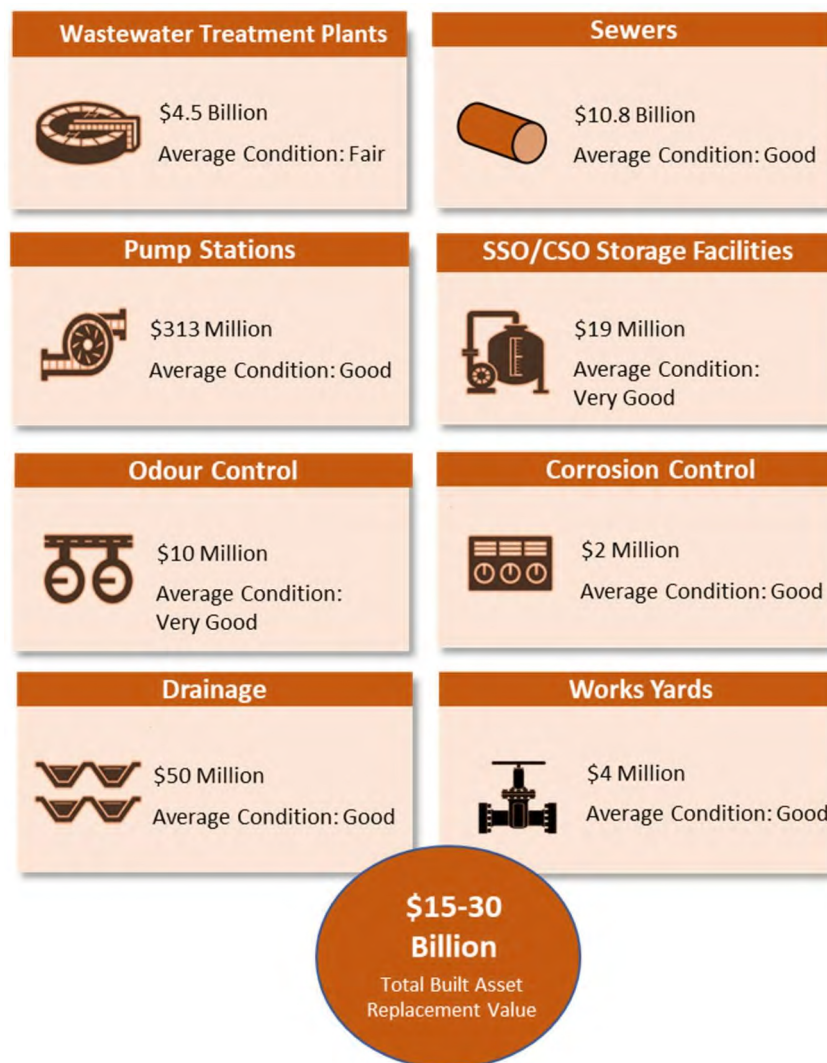 Wastewater Treatment Plants
$4.5 Billion
Average Condition: Fair
Sewers
$10.8 Billion
Average Condition: Good
Pump Stations
$313 Million
Average Condition: Good
SSO/CSO Storage Facilities
$19 Million
Average Condition:
Very Good
Odour Control
$10 Million
Average Condition:
Very Good
Corrosion Control
$2 Million
Average Condition: Good
Drainage
$50 Million
Average Condition: Good
Works Yards
$4 Million
Average Condition: Good
$15-30
Billion
Total Built Asset
Replacement Value